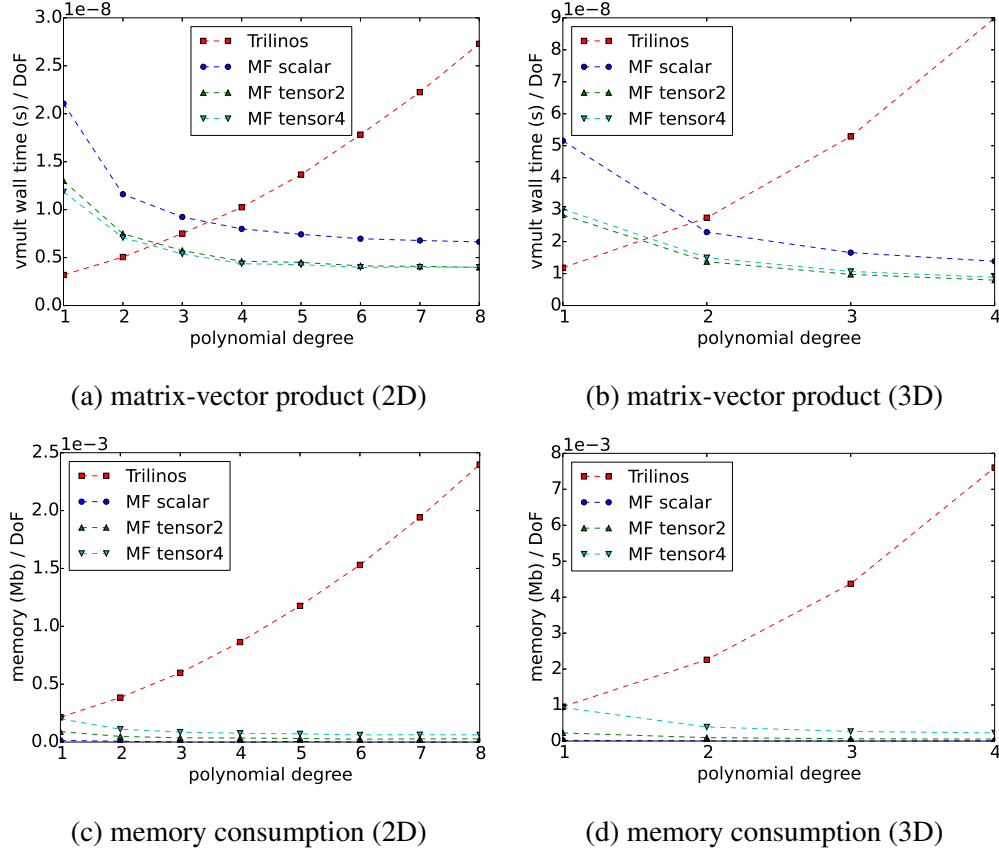 1e−8
3.0
2.5
2.0
1.5
1.0
0.5
0.0
vmult wall time (s) / DoF
Trilinos
MF scalar
MF tensor2
MF tensor4
1 2 3 4 5 6 7 8
polynomial degree
(a) matrix-vector product (2D)
1e−8
9
8
7
6
5
4
3
2
1
0
vmult wall time (s) / DoF
Trilinos
MF scalar
MF tensor2
MF tensor4
1 2 3 4
polynomial degree
(b) matrix-vector product (3D)
1e−3
2.5
2.0
1.5
1.0
0.5
0.0
memory (Mb) / DoF
Trilinos
MF scalar
MF tensor2
MF tensor4
1 2 3 4 5 6 7 8
polynomial degree
(c) memory consumption (2D)
1e−3
8
7
6
5
4
3
2
1
0
memory (Mb) / DoF
Trilinos
MF scalar
MF tensor2
MF tensor4
1 2 3 4
polynomial degree
(d) memory consumption (3D)